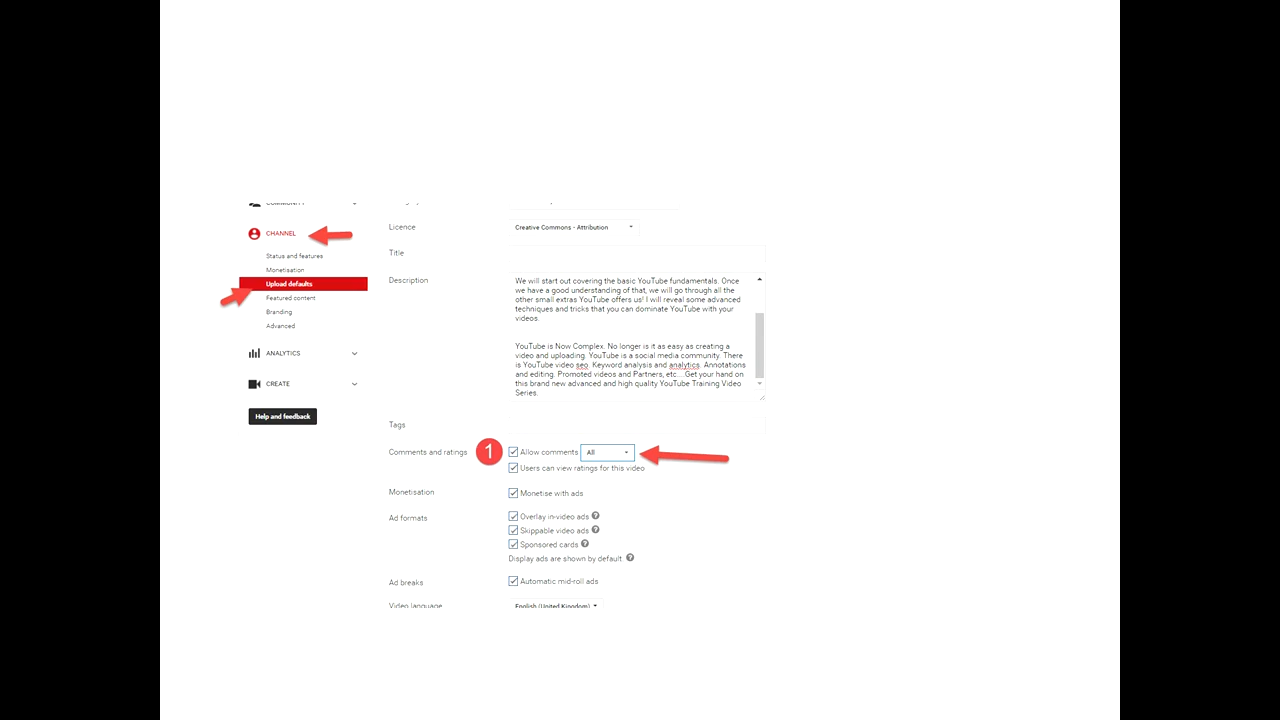 CHANNEL
Status and features
Monetisation
Upload defaults
Featured content
Branding
Advanced
ANALYTICS
CREATE
Help and feedback
Licence
Creative Commons - Attribution
Title
Description
We will start out covering the basic YouTube fundamentals. Once
we have a good understanding of that, we will go through all the
other small extras YouTube offers us! I will reveal some advanced
techniques and tricks that you can dominate YouTube with your
videos.
YouTube is Now Complex. No longer is it as easy as creating a
video and uploading. YouTube is a social media community. There
is YouTube video seo. Keyword analysis and analytics. Annotations
and editing. Promoted videos and Partners, etc....Get your hand on
this brand new advanced and high quality YouTube Training Video
Series.
Tags
Comments and ratings
1
Allow comments
All
Users can view ratings for this video
Monetisation
Monetise with ads
Ad formats
Overlay in-video ads ?
Skippable video ads ?
Sponsored cards ?
Display ads are shown by default. ?
Ad breaks
Automatic mid-roll ads
Video language
English (United Kingdom)